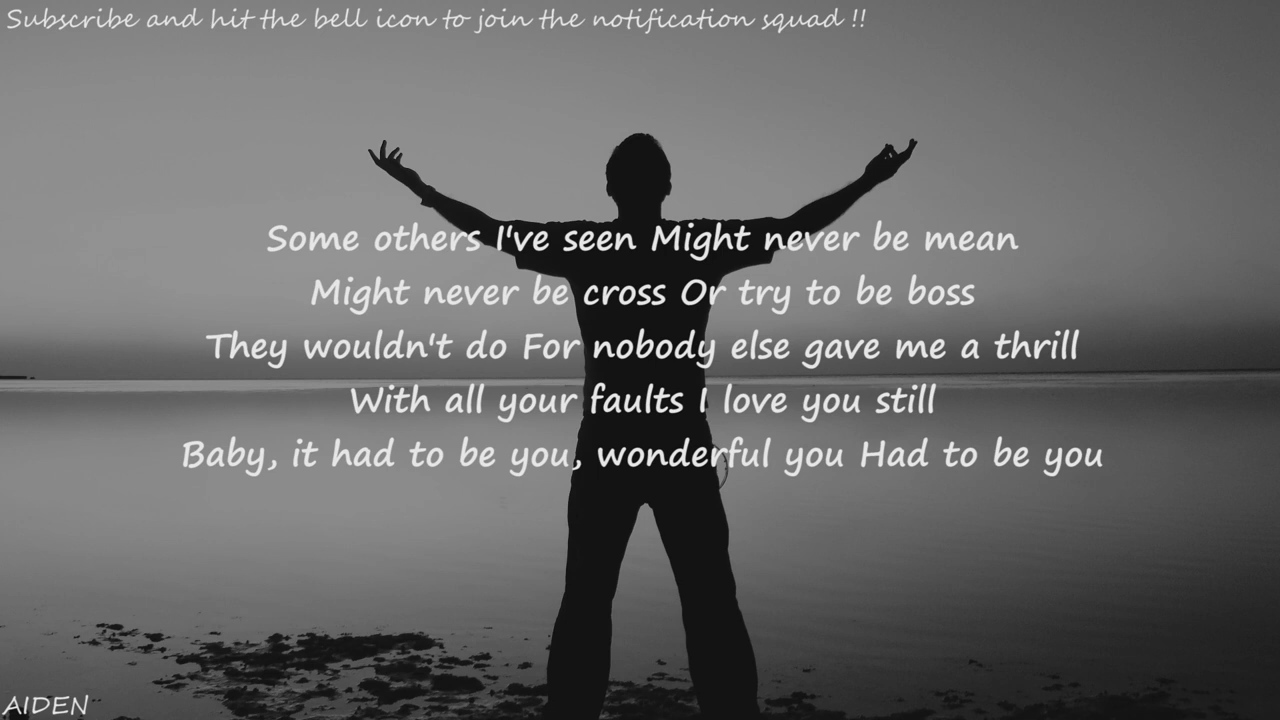 Subscribe and hit the bell icon to join the notification squad !!
Some others I've seen Might never be mean
Might never be cross Or try to be boss
They wouldn't do For nobody else gave me a thrill
With all your faults I love you still
Baby, it had to be you, wonderful you Had to be you
AIDEN